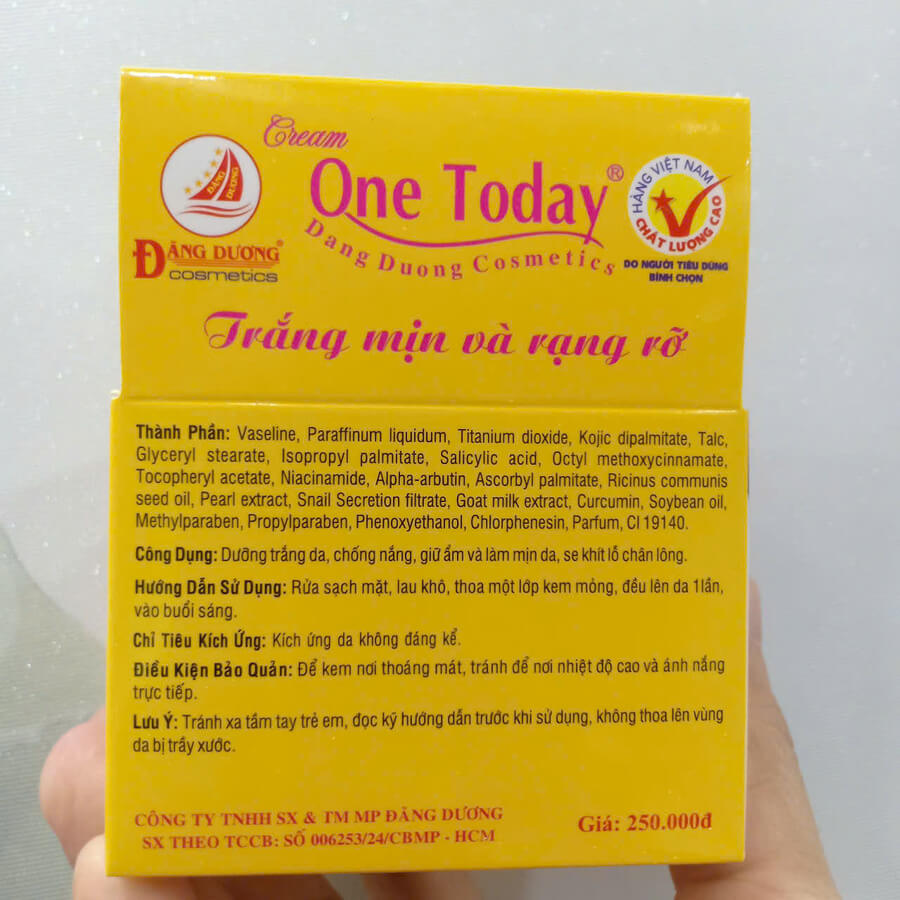 Cream
One Today®
Dang Duong Cosmetics
ĐĂNG DƯƠNG
ĐĂNG DƯƠNG®
cosmetics
HÀNG VIỆT NAM
CHẤT LƯỢNG CAO
DO NGƯỜI TIÊU DÙNG
BÌNH CHỌN
Trắng mịn và rạng rỡ
Thành Phần: Vaseline, Paraffinum liquidum, Titanium dioxide, Kojic dipalmitate, Talc,
Glyceryl stearate, Isopropyl palmitate, Salicylic acid, Octyl methoxycinnamate,
Tocopheryl acetate, Niacinamide, Alpha-arbutin, Ascorbyl palmitate, Ricinus communis
seed oil, Pearl extract, Snail Secretion filtrate, Goat milk extract, Curcumin, Soybean oil,
Methylparaben, Propylparaben, Phenoxyethanol, Chlorphenesin, Parfum, CI 19140.
Công Dụng: Dưỡng trắng da, chống nắng, giữ ẩm và làm mịn da, se khít lỗ chân lông.
Hướng Dẫn Sử Dụng: Rửa sạch mặt, lau khô, thoa một lớp kem mỏng, đều lên da 1lần,
vào buổi sáng.
Chỉ Tiêu Kích Ứng: Kích ứng da không đáng kể.
Điều Kiện Bảo Quản: Để kem nơi thoáng mát, tránh để nơi nhiệt độ cao và ánh nắng
trực tiếp.
Lưu Ý: Tránh xa tầm tay trẻ em, đọc kỹ hướng dẫn trước khi sử dụng, không thoa lên vùng
da bị trầy xước.
CÔNG TY TNHH SX & TM MP ĐĂNG DƯƠNG
SX THEO TCCB: SỐ 006253/24/CBMP - HCM
Giá: 250.000đ